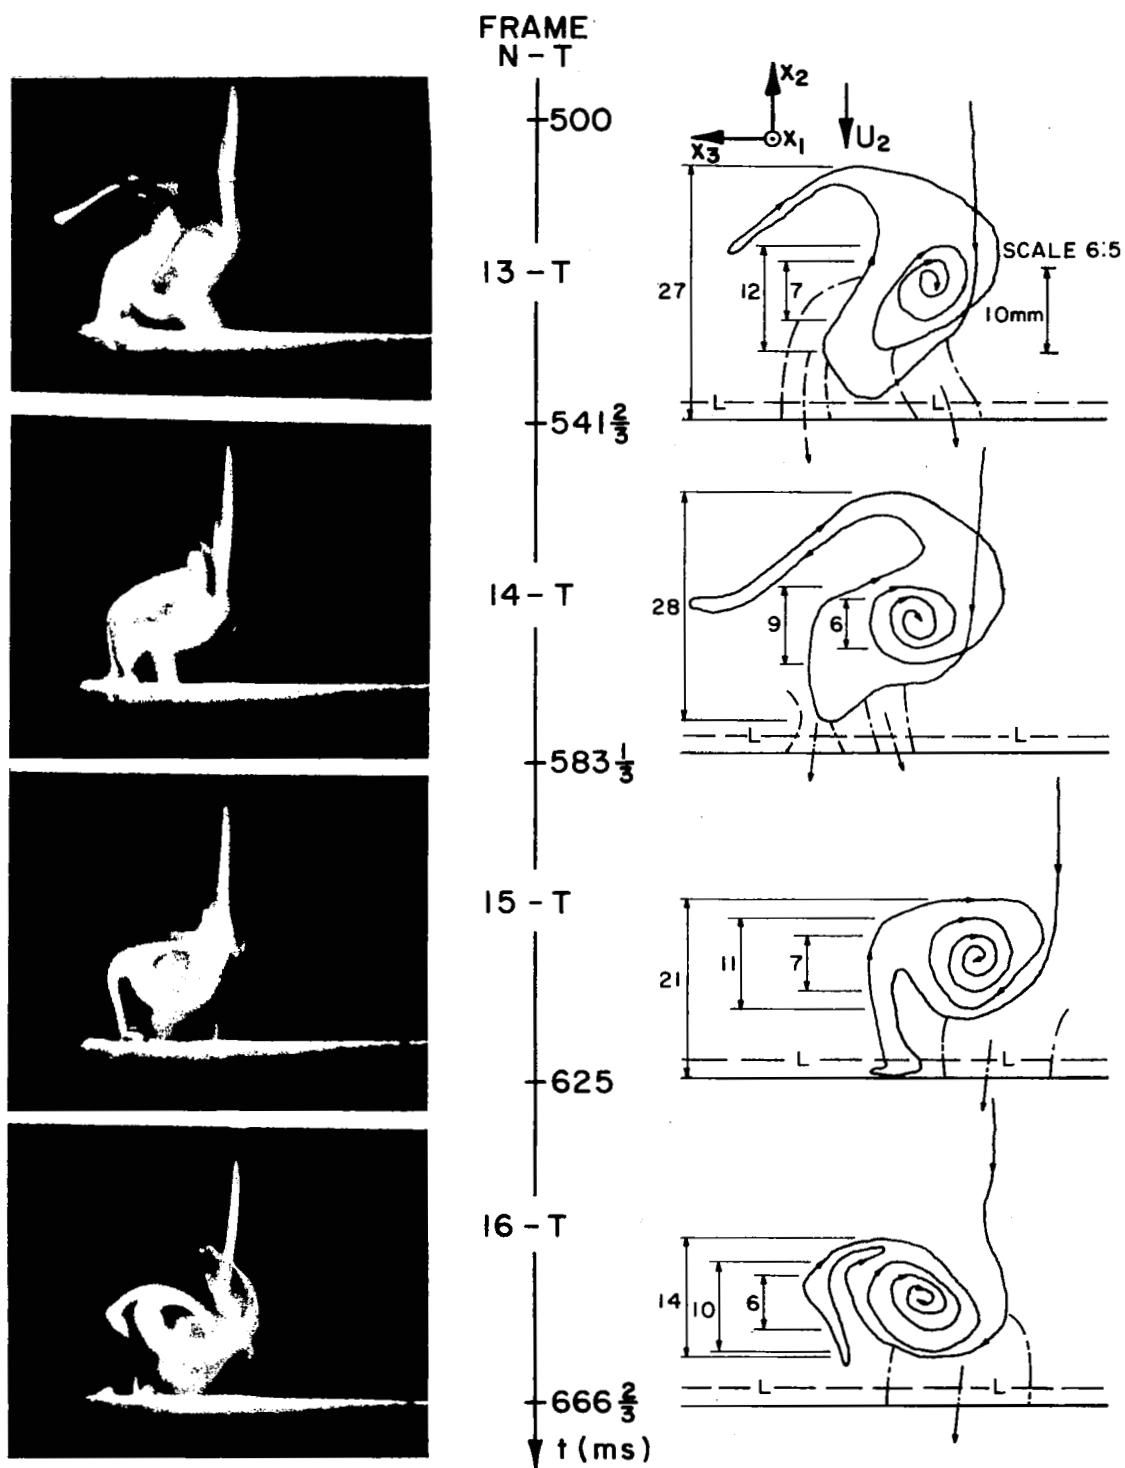 FRAME
N - T
500
13 - T
541 2/3
14 - T
583 1/3
15 - T
625
16 - T
666 2/3
t (ms)
X2
X3
X1
U2
SCALE 6:5
27
12
7
10mm
L
L
28
9
6
L
L
21
11
7
L
L
14
10
6
L
L